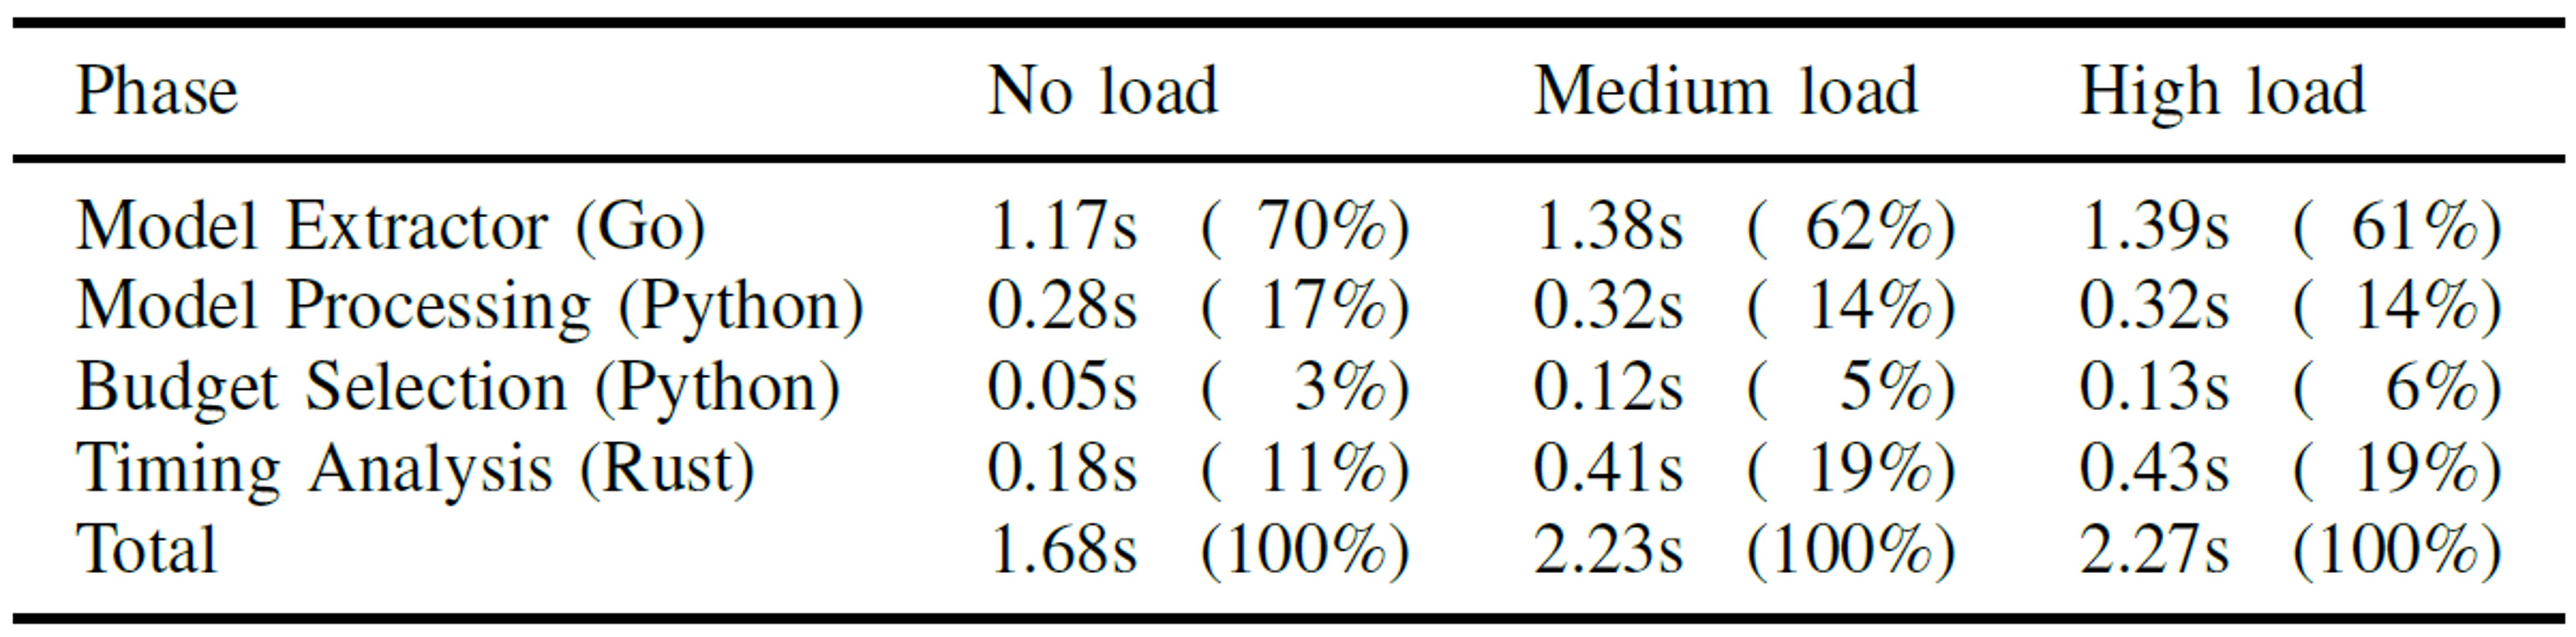 Phase No load Medium load High load
Model Extractor (Go) 1.17s ( 70%) 1.38s ( 62%) 1.39s ( 61%)
Model Processing (Python) 0.28s ( 17%) 0.32s ( 14%) 0.32s ( 14%)
Budget Selection (Python) 0.05s ( 3%) 0.12s ( 5%) 0.13s ( 6%)
Timing Analysis (Rust) 0.18s ( 11%) 0.41s ( 19%) 0.43s ( 19%)
Total 1.68s (100%) 2.23s (100%) 2.27s (100%)